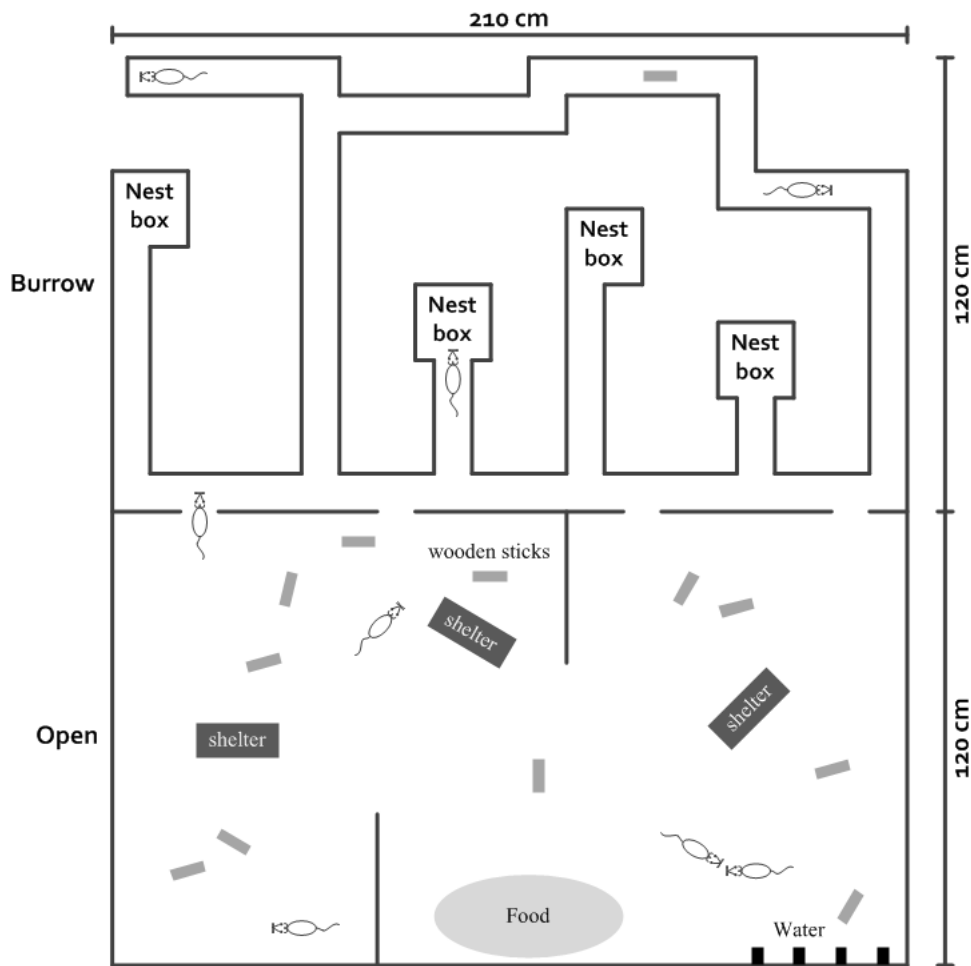 210 cm
Nest
box
Nest
box
Burrow
120 cm
Nest
box
Nest
box
wooden sticks
shelter
shelter
Open
shelter
120 cm
Food
Water